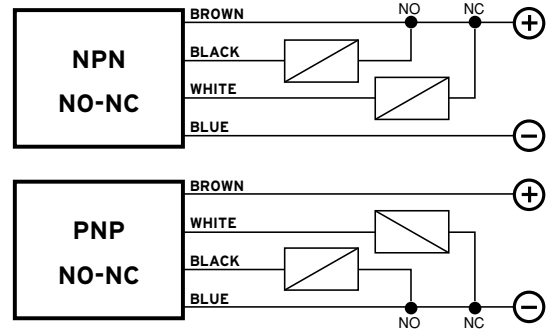 NO NC
BROWN
+
NPN
BLACK
NO-NC
WHITE
BLUE
−
BROWN
+
PNP
WHITE
NO-NC
BLACK
BLUE
−
NO NC